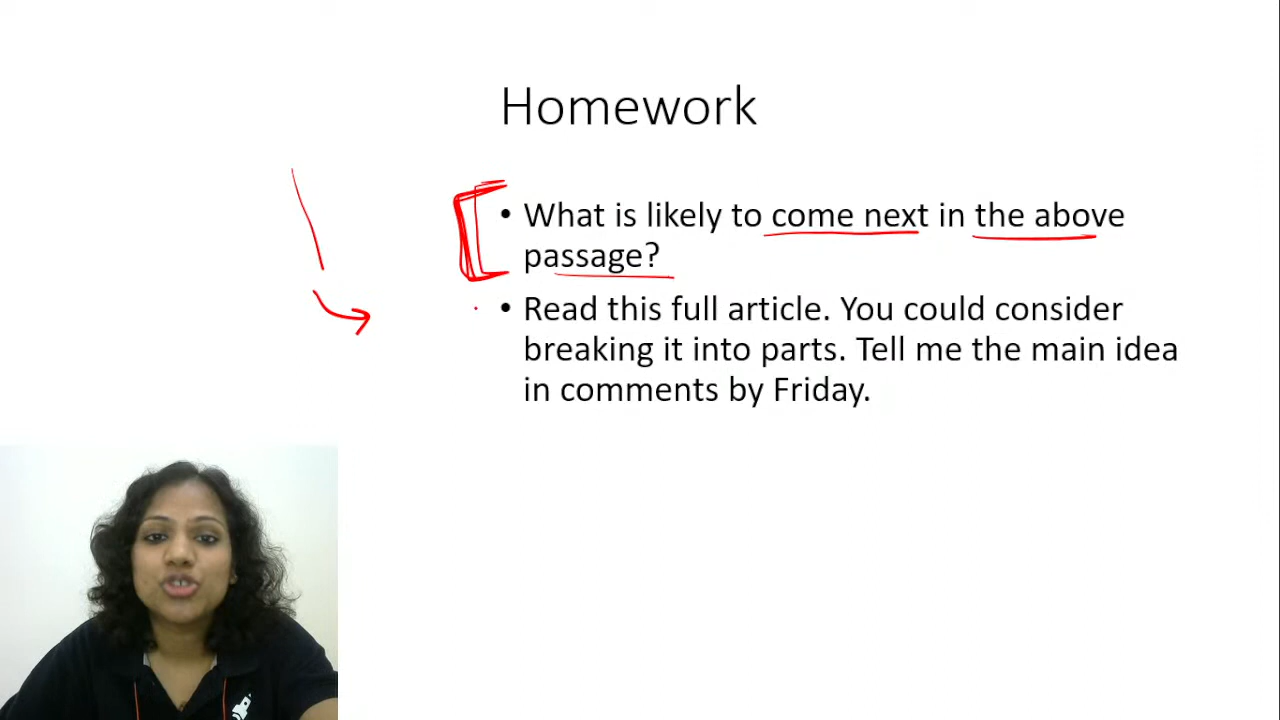 Homework
• What is likely to come next in the above
passage?
• Read this full article. You could consider
breaking it into parts. Tell me the main idea
in comments by Friday.